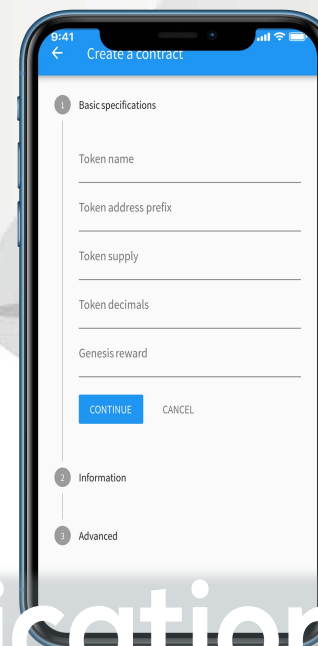 9:41
Create a contract
1 Basic specifications
Token name
Token address prefix
Token supply
Token decimals
Genesis reward
CONTINUE CANCEL
2 Information
3 Advanced
ication